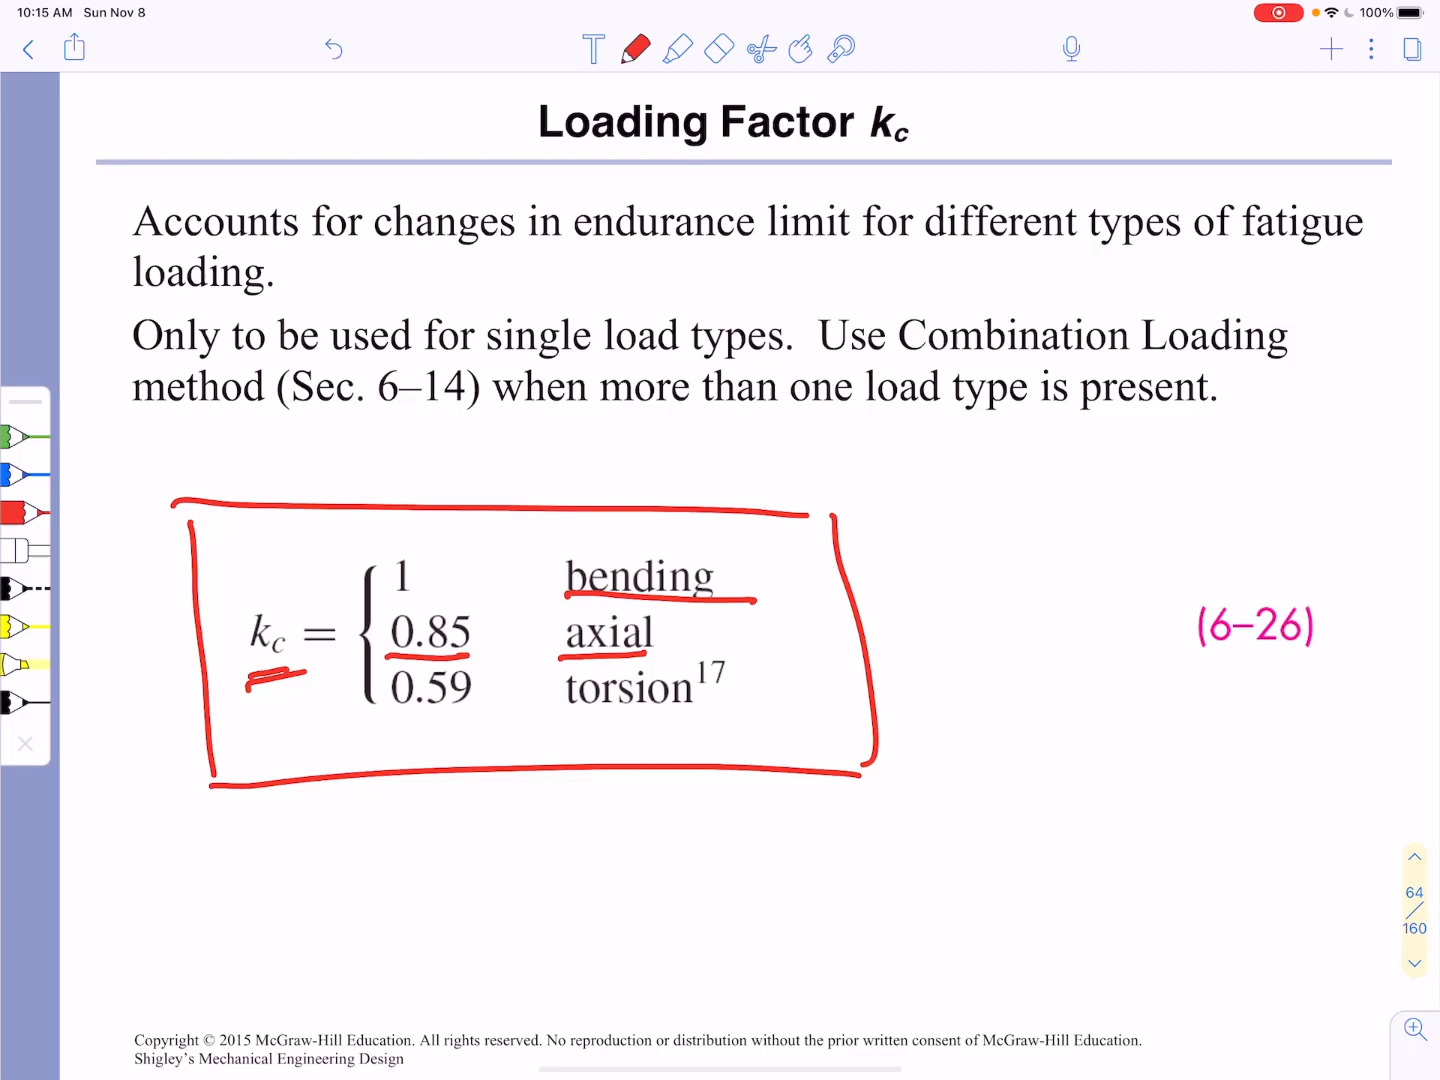 10:15 AM Sun Nov 8
100%
T
Loading Factor kc
Accounts for changes in endurance limit for different types of fatigue
loading.
Only to be used for single load types. Use Combination Loading
method (Sec. 6–14) when more than one load type is present.
1 bending
kc = { 0.85 axial
0.59 torsion17
(6–26)
64
/
160
Copyright © 2015 McGraw-Hill Education. All rights reserved. No reproduction or distribution without the prior written consent of McGraw-Hill Education.
Shigley's Mechanical Engineering Design